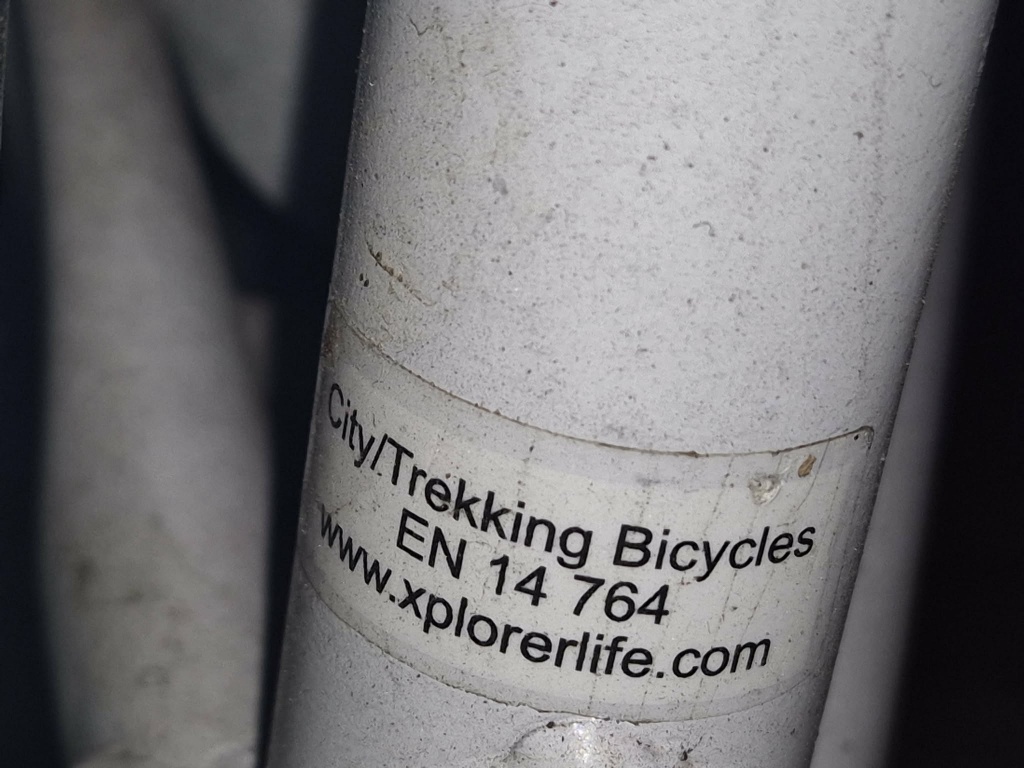 City/Trekking Bicycles
EN 14 764
www.xplorerlife.com